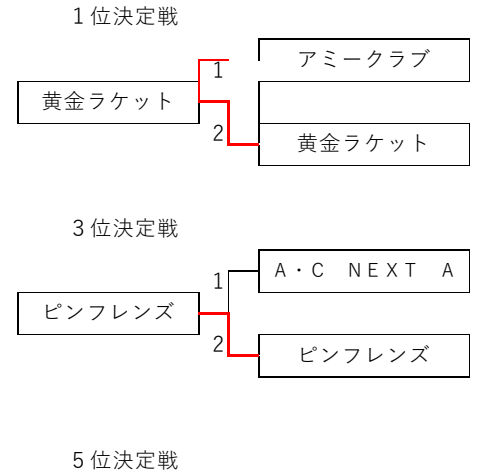 １位決定戦
アミークラブ
1
黄金ラケット
2
黄金ラケット
３位決定戦
Ａ・Ｃ　ＮＥＸＴ　Ａ
1
ピンフレンズ
2
ピンフレンズ
５位決定戦